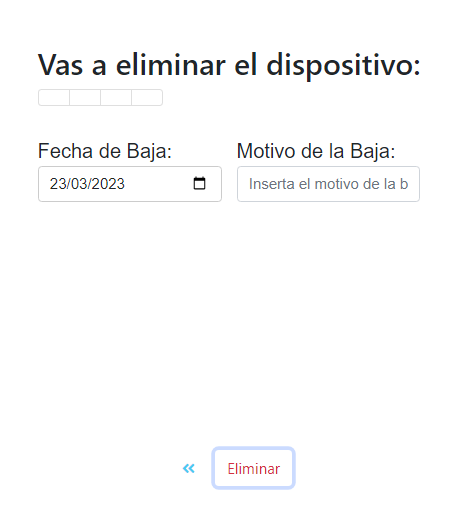 Vas a eliminar el dispositivo:
Fecha de Baja: Motivo de la Baja:
23/03/2023 Inserta el motivo de la b
Eliminar